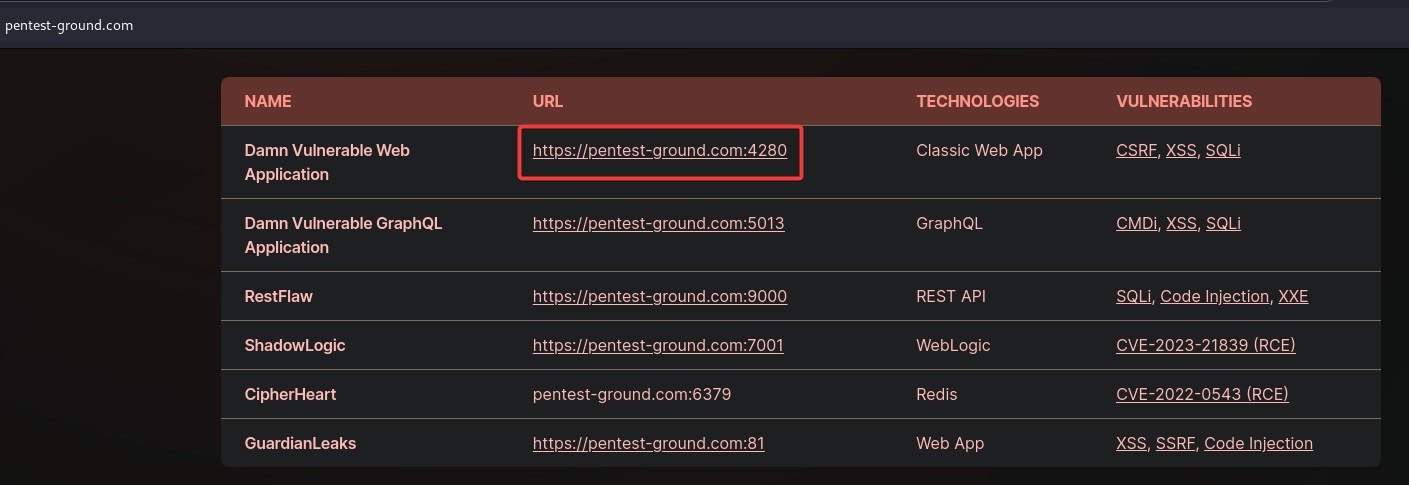 pentest-ground.com
NAME URL TECHNOLOGIES VULNERABILITIES
Damn Vulnerable Web Application https://pentest-ground.com:4280 Classic Web App CSRF, XSS, SQLi
Damn Vulnerable GraphQL Application https://pentest-ground.com:5013 GraphQL CMDi, XSS, SQLi
RestFlaw https://pentest-ground.com:9000 REST API SQLi, Code Injection, XXE
ShadowLogic https://pentest-ground.com:7001 WebLogic CVE-2023-21839 (RCE)
CipherHeart pentest-ground.com:6379 Redis CVE-2022-0543 (RCE)
GuardianLeaks https://pentest-ground.com:81 Web App XSS, SSRF, Code Injection